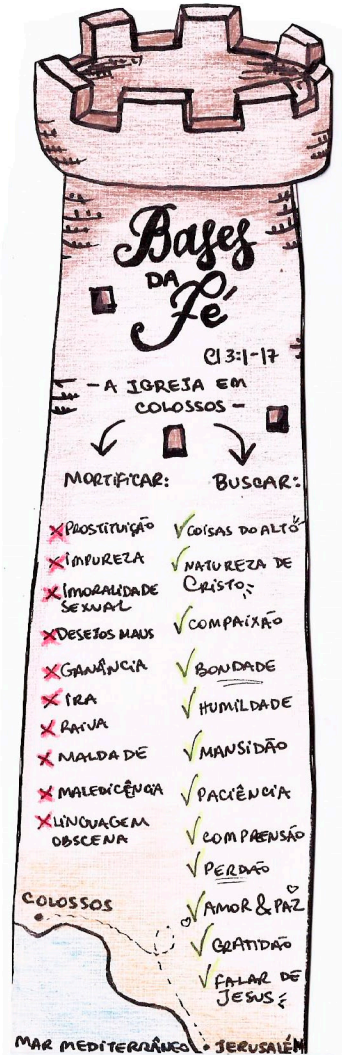 Bases
DA
Fé
Cl 3:1-17
- A IGREJA EM
COLOSSOS -
MORTIFICAR:
PROSTITUIÇÃO
IMPUREZA
IMORALIDADE
SEXUAL
DESEJOS MAUS
GANÂNCIA
IRA
RAIVA
MALDADE
MALEDICÊNCIA
LINGUAGEM
OBSCENA
BUSCAR:
COISAS DO ALTO
NATUREZA DE
CRISTO
COMPAIXÃO
BONDADE
HUMILDADE
MANSIDÃO
PACIÊNCIA
COMPRENSÃO
PERDÃO
AMOR & PAZ
GRATIDÃO
FALAR DE
JESUS
COLOSSOS
MAR MEDITERRÂNEO
JERUSALÉM